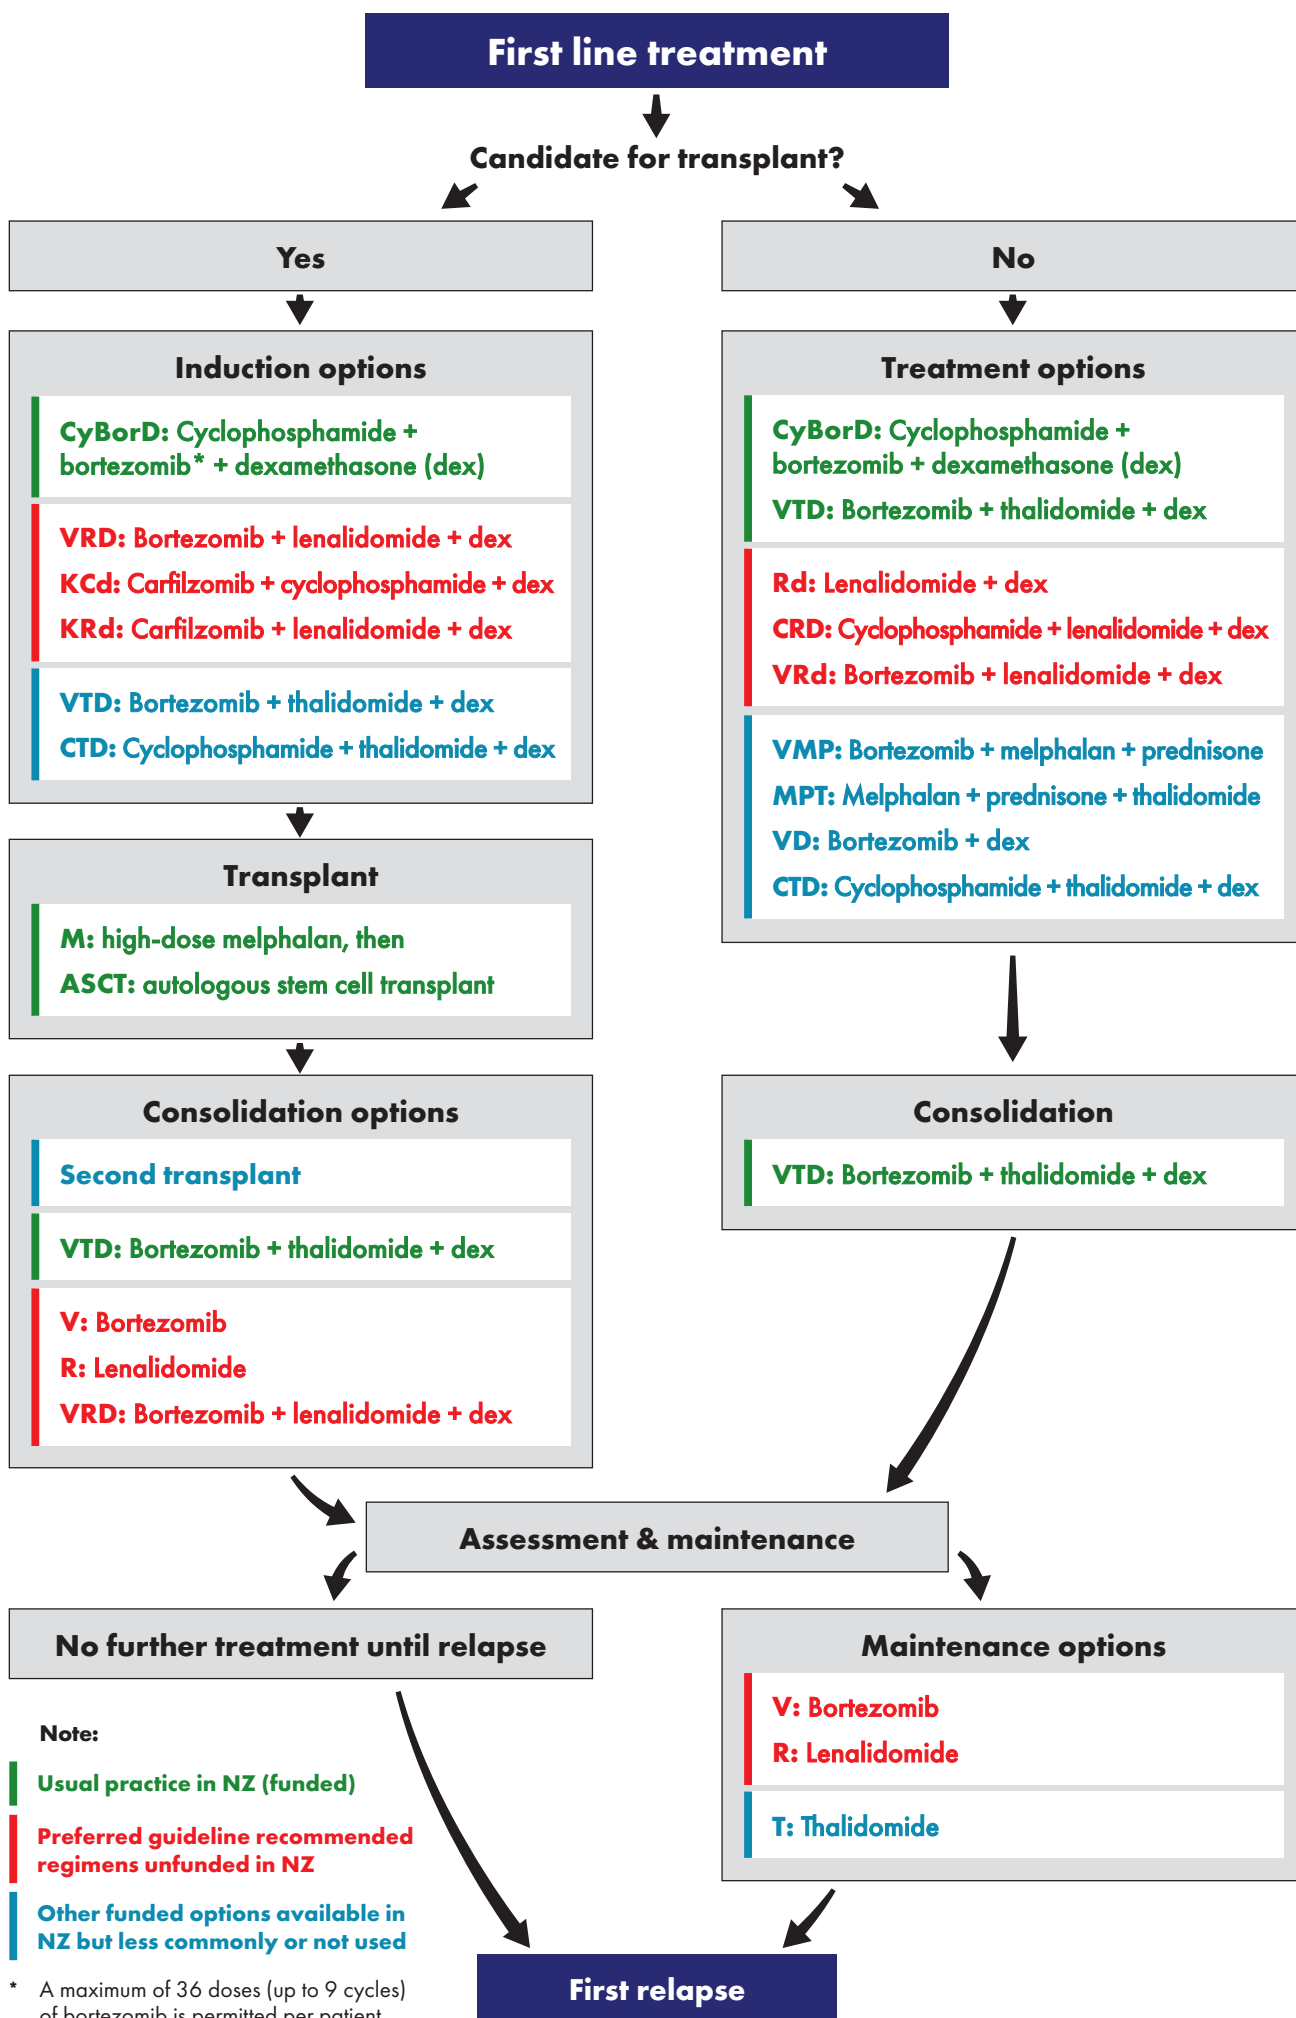 First line treatment
Candidate for transplant?
Yes
Induction options
CyBorD: Cyclophosphamide +
bortezomib* + dexamethasone (dex)
VRD: Bortezomib + lenalidomide + dex
KCd: Carfilzomib + cyclophosphamide + dex
KRd: Carfilzomib + lenalidomide + dex
VTD: Bortezomib + thalidomide + dex
CTD: Cyclophosphamide + thalidomide + dex
Transplant
M: high-dose melphalan, then
ASCT: autologous stem cell transplant
Consolidation options
Second transplant
VTD: Bortezomib + thalidomide + dex
V: Bortezomib
R: Lenalidomide
VRD: Bortezomib + lenalidomide + dex
No
Treatment options
CyBorD: Cyclophosphamide +
bortezomib + dexamethasone (dex)
VTD: Bortezomib + thalidomide + dex
Rd: Lenalidomide + dex
CRD: Cyclophosphamide + lenalidomide + dex
VRd: Bortezomib + lenalidomide + dex
VMP: Bortezomib + melphalan + prednisone
MPT: Melphalan + prednisone + thalidomide
VD: Bortezomib + dex
CTD: Cyclophosphamide + thalidomide + dex
Consolidation
VTD: Bortezomib + thalidomide + dex
Assessment & maintenance
No further treatment until relapse
Maintenance options
V: Bortezomib
R: Lenalidomide
T: Thalidomide
Note:
Usual practice in NZ (funded)
Preferred guideline recommended
regimens unfunded in NZ
Other funded options available in
NZ but less commonly or not used
* A maximum of 36 doses (up to 9 cycles)
of bortezomib is permitted per patient
First relapse